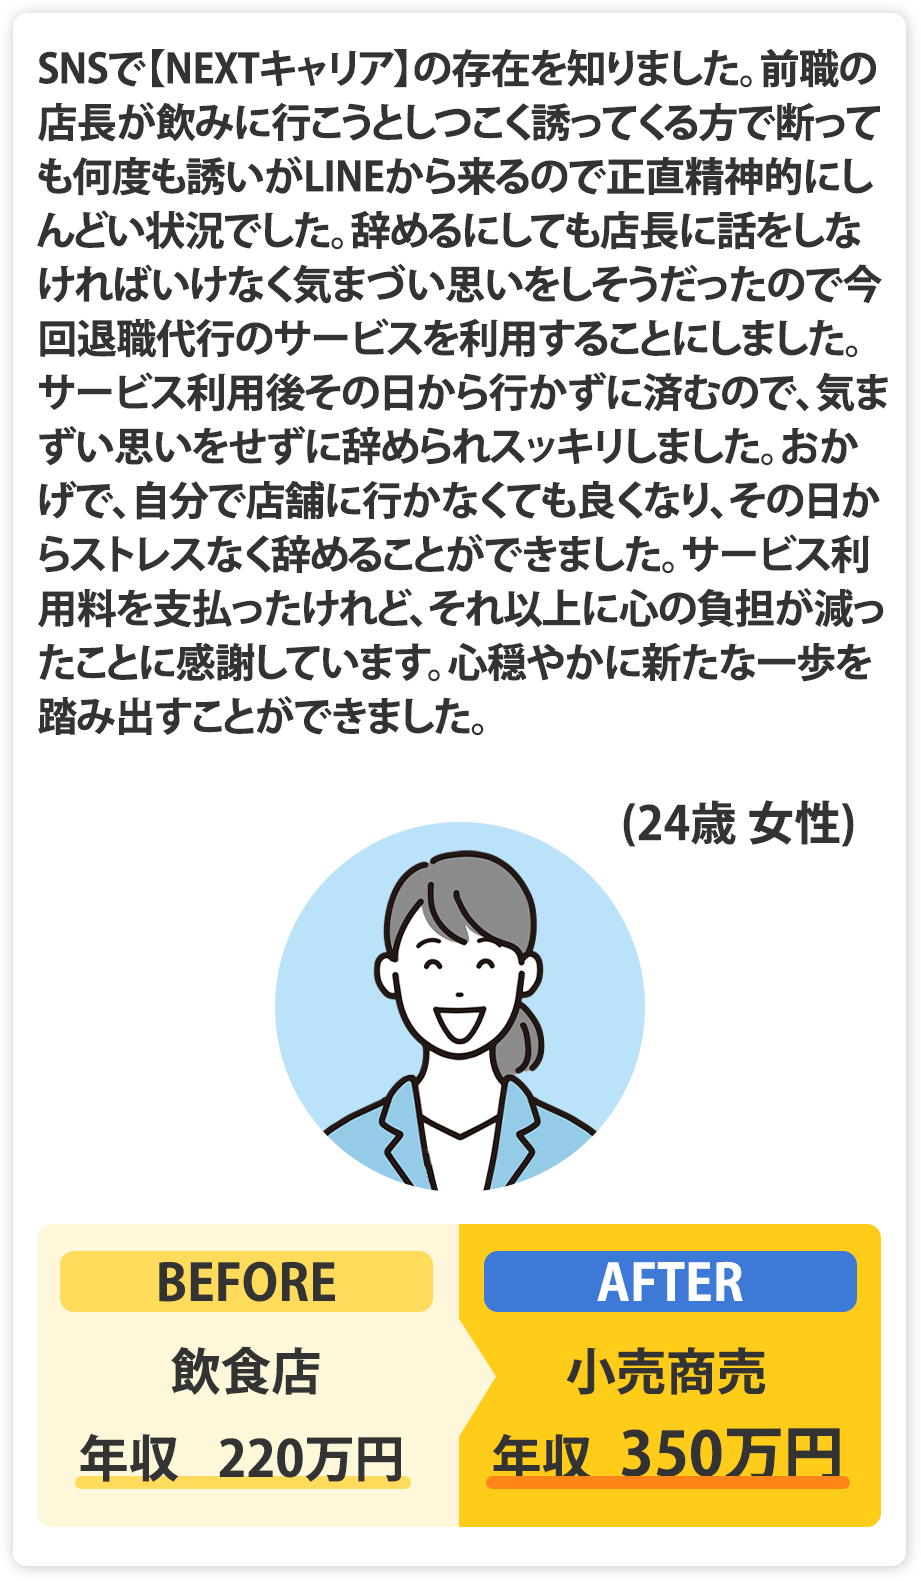 SNSで【NEXTキャリア】の存在を知りました。前職の
店長が飲みに行こうとしつこく誘ってくる方で断って
も何度も誘いがLINEから来るので正直精神的にし
んどい状況でした。辞めるにしても店長に話をしな
ければいけなく気まづい思いをしそうだったので今
回退職代行のサービスを利用することにしました。
サービス利用後その日から行かずに済むので、気ま
ずい思いをせずに辞められスッキリしました。おか
げで、自分で店舗に行かなくても良くなり、その日か
らストレスなく辞めることができました。サービス利
用料を支払ったけれど、それ以上に心の負担が減っ
たことに感謝しています。心穏やかに新たな一歩を
踏み出すことができました。
(24歳 女性)
BEFORE
飲食店
年収 220万円
AFTER
小売商売
年収 350万円